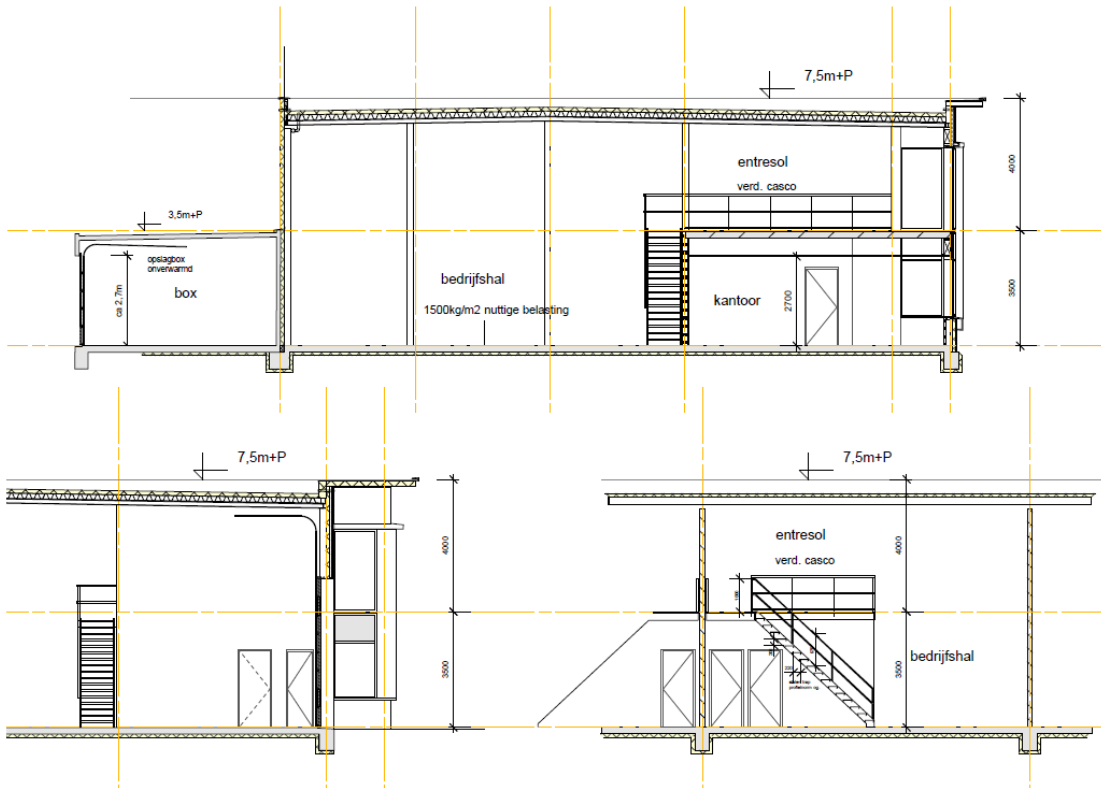 7,5m+P
entresol
verd. casco
4000
3,5m+P
opslagbox
onverwarmd
box
ca 2,7m
bedrijfshal
1500kg/m2 nuttige belasting
kantoor
2700
3500
7,5m+P
4000
3500
7,5m+P
entresol
verd. casco
4000
bedrijfshal
3500